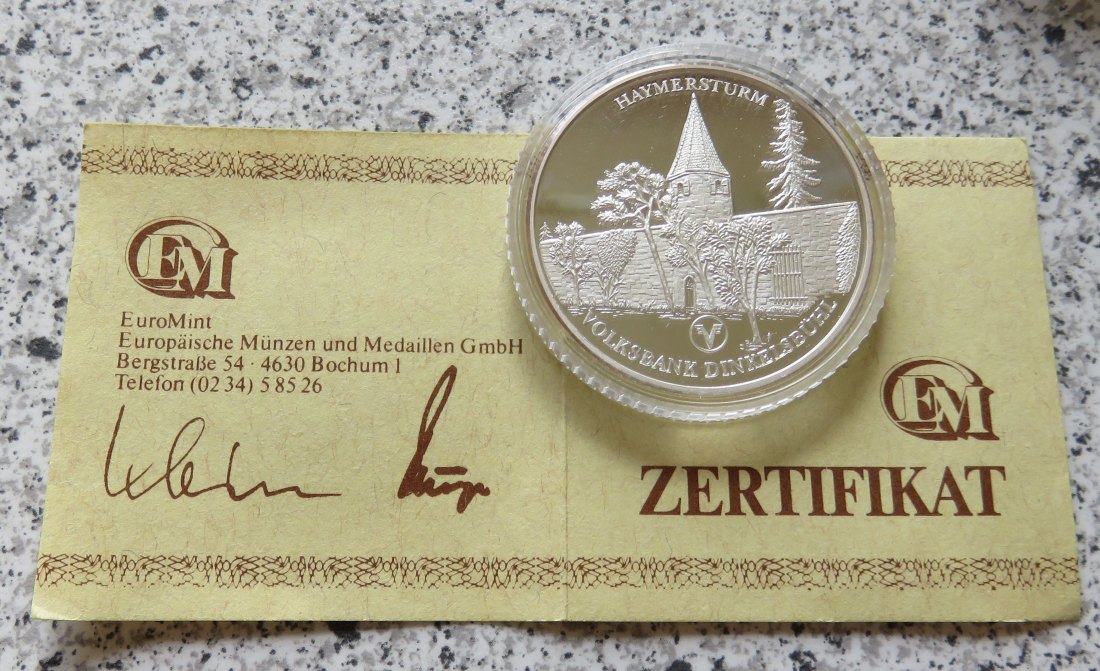 HAYMERSTURM
VOLKSBANK DINKELSBÜHL
V
EM
EuroMint
Europäische Münzen und Medaillen GmbH
Bergstraße 54 · 4630 Bochum 1
Telefon (02 34) 5 85 26
EM
ZERTIFIKAT